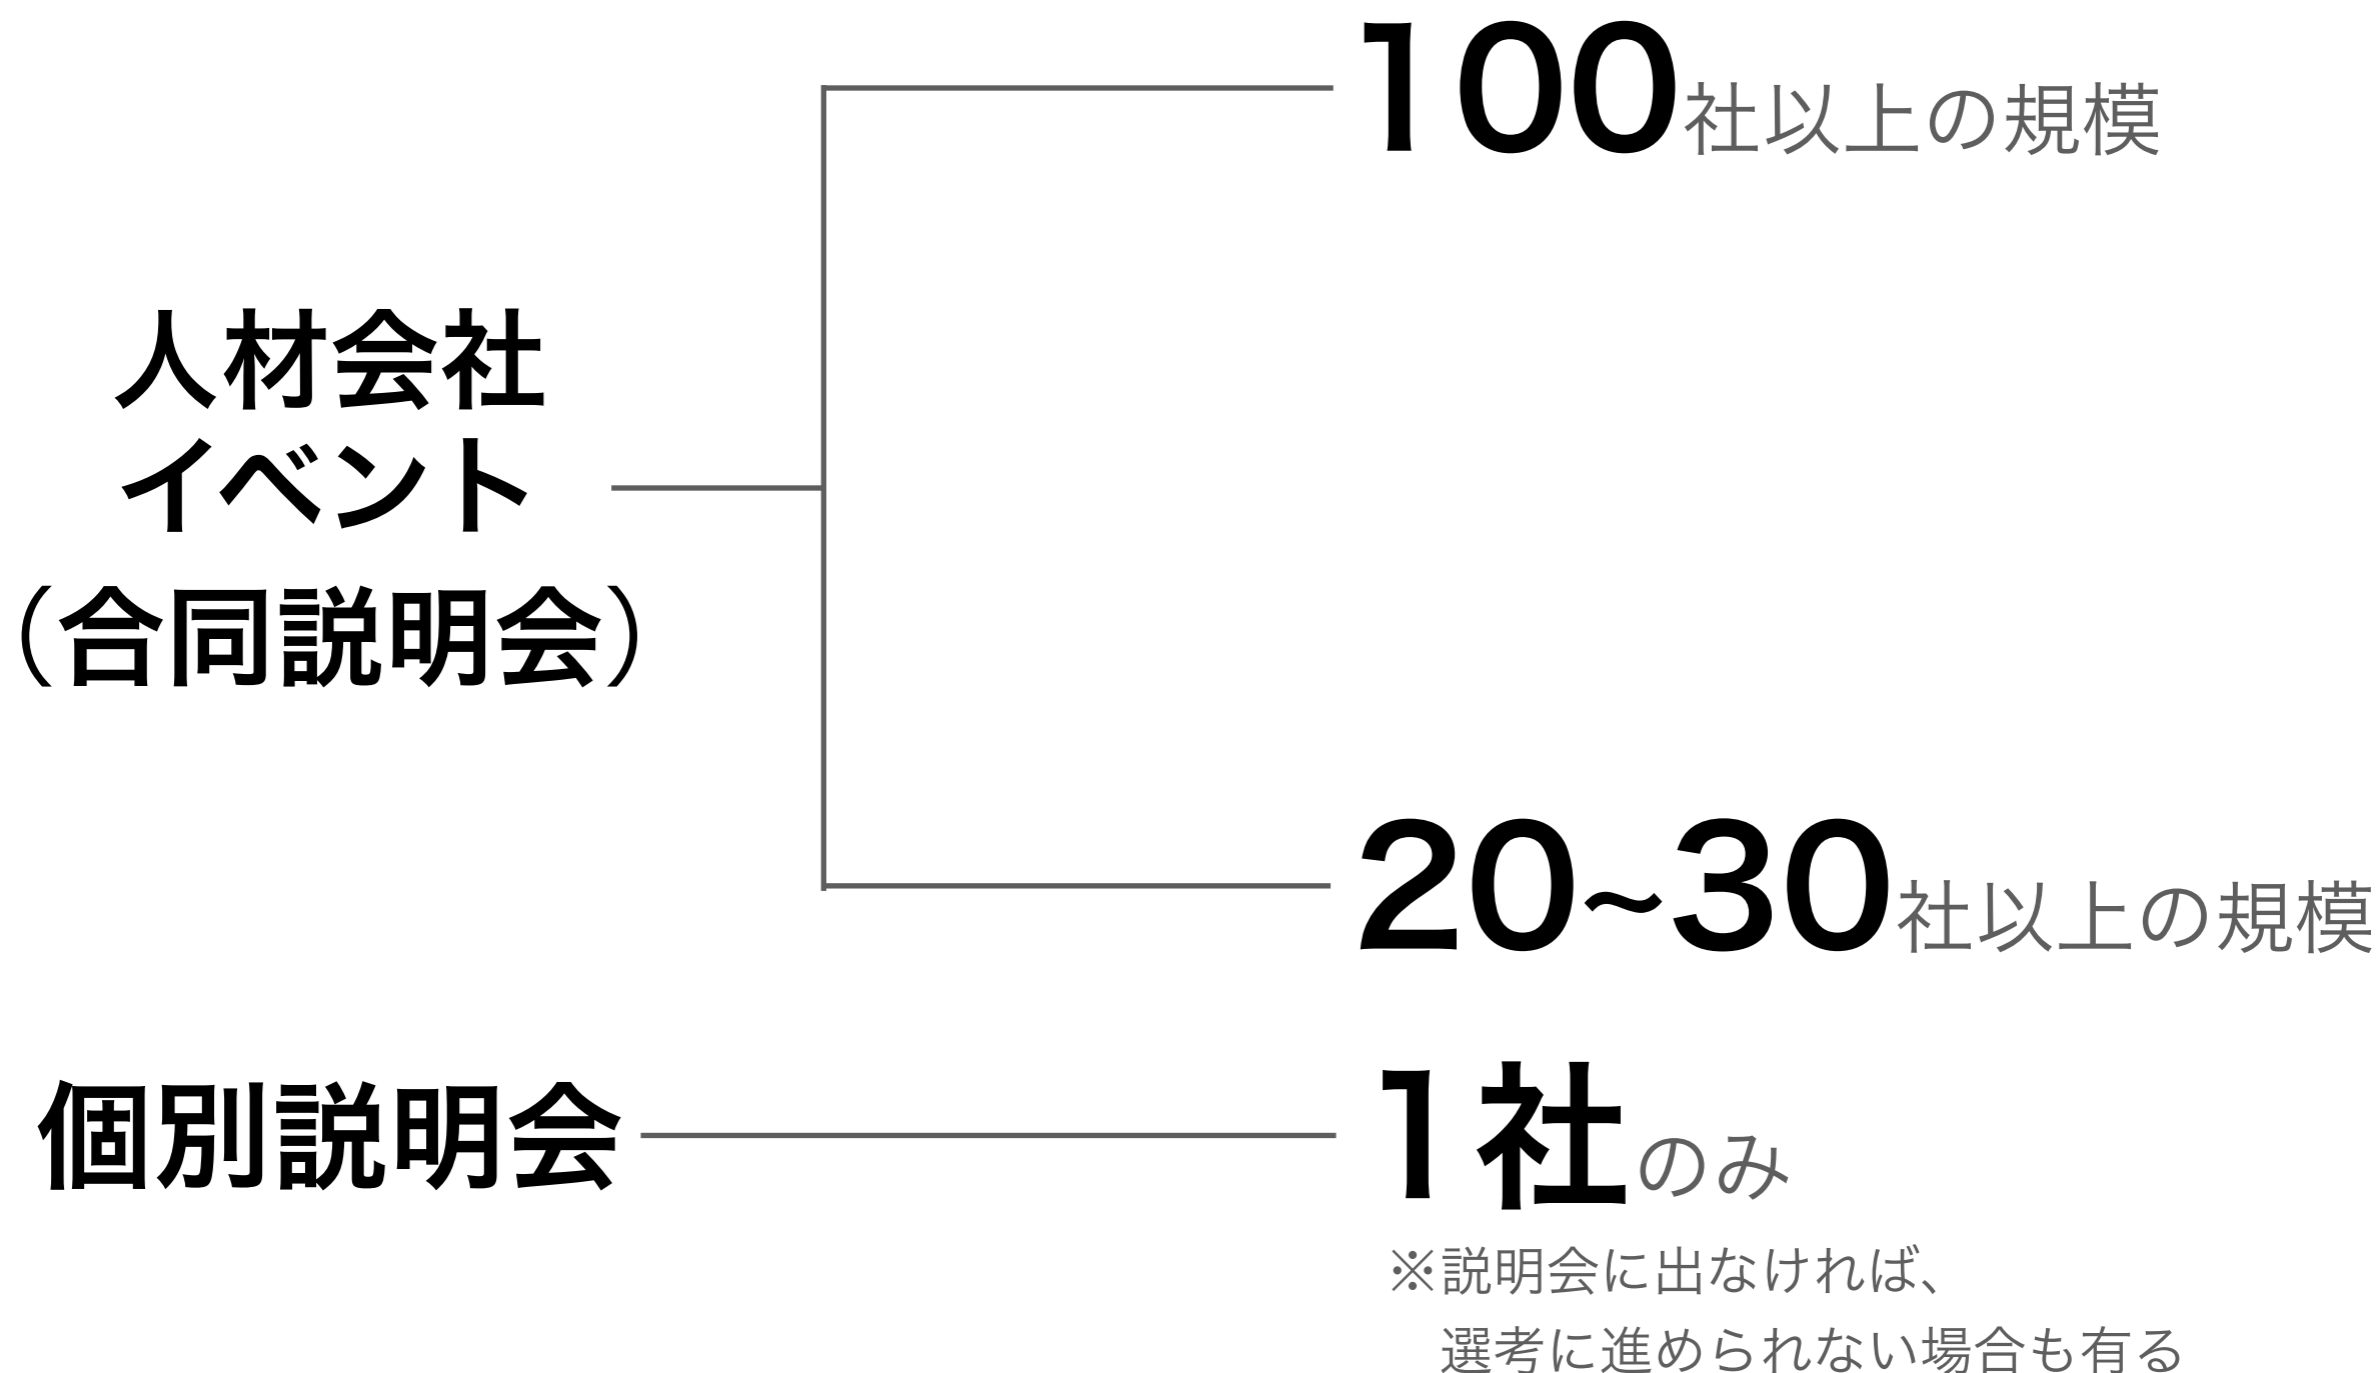 100社以上の規模
人材会社
イベント
（合同説明会）
20~30社以上の規模
個別説明会
1社のみ
※説明会に出なければ、
選考に進められない場合も有る